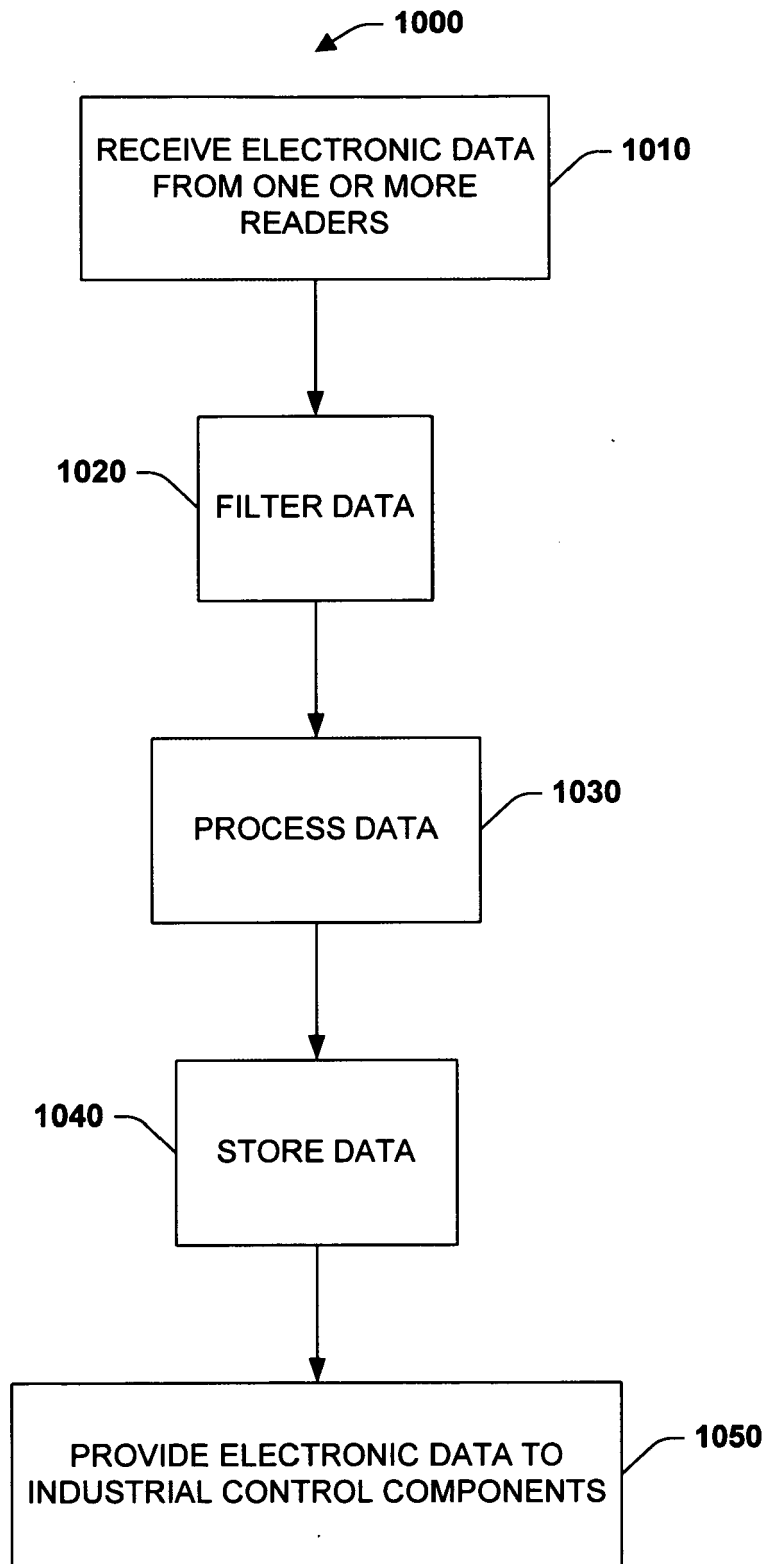 1000
RECEIVE ELECTRONIC DATA
FROM ONE OR MORE
READERS
1010
1020
FILTER DATA
PROCESS DATA
1030
1040
STORE DATA
PROVIDE ELECTRONIC DATA TO
INDUSTRIAL CONTROL COMPONENTS
1050